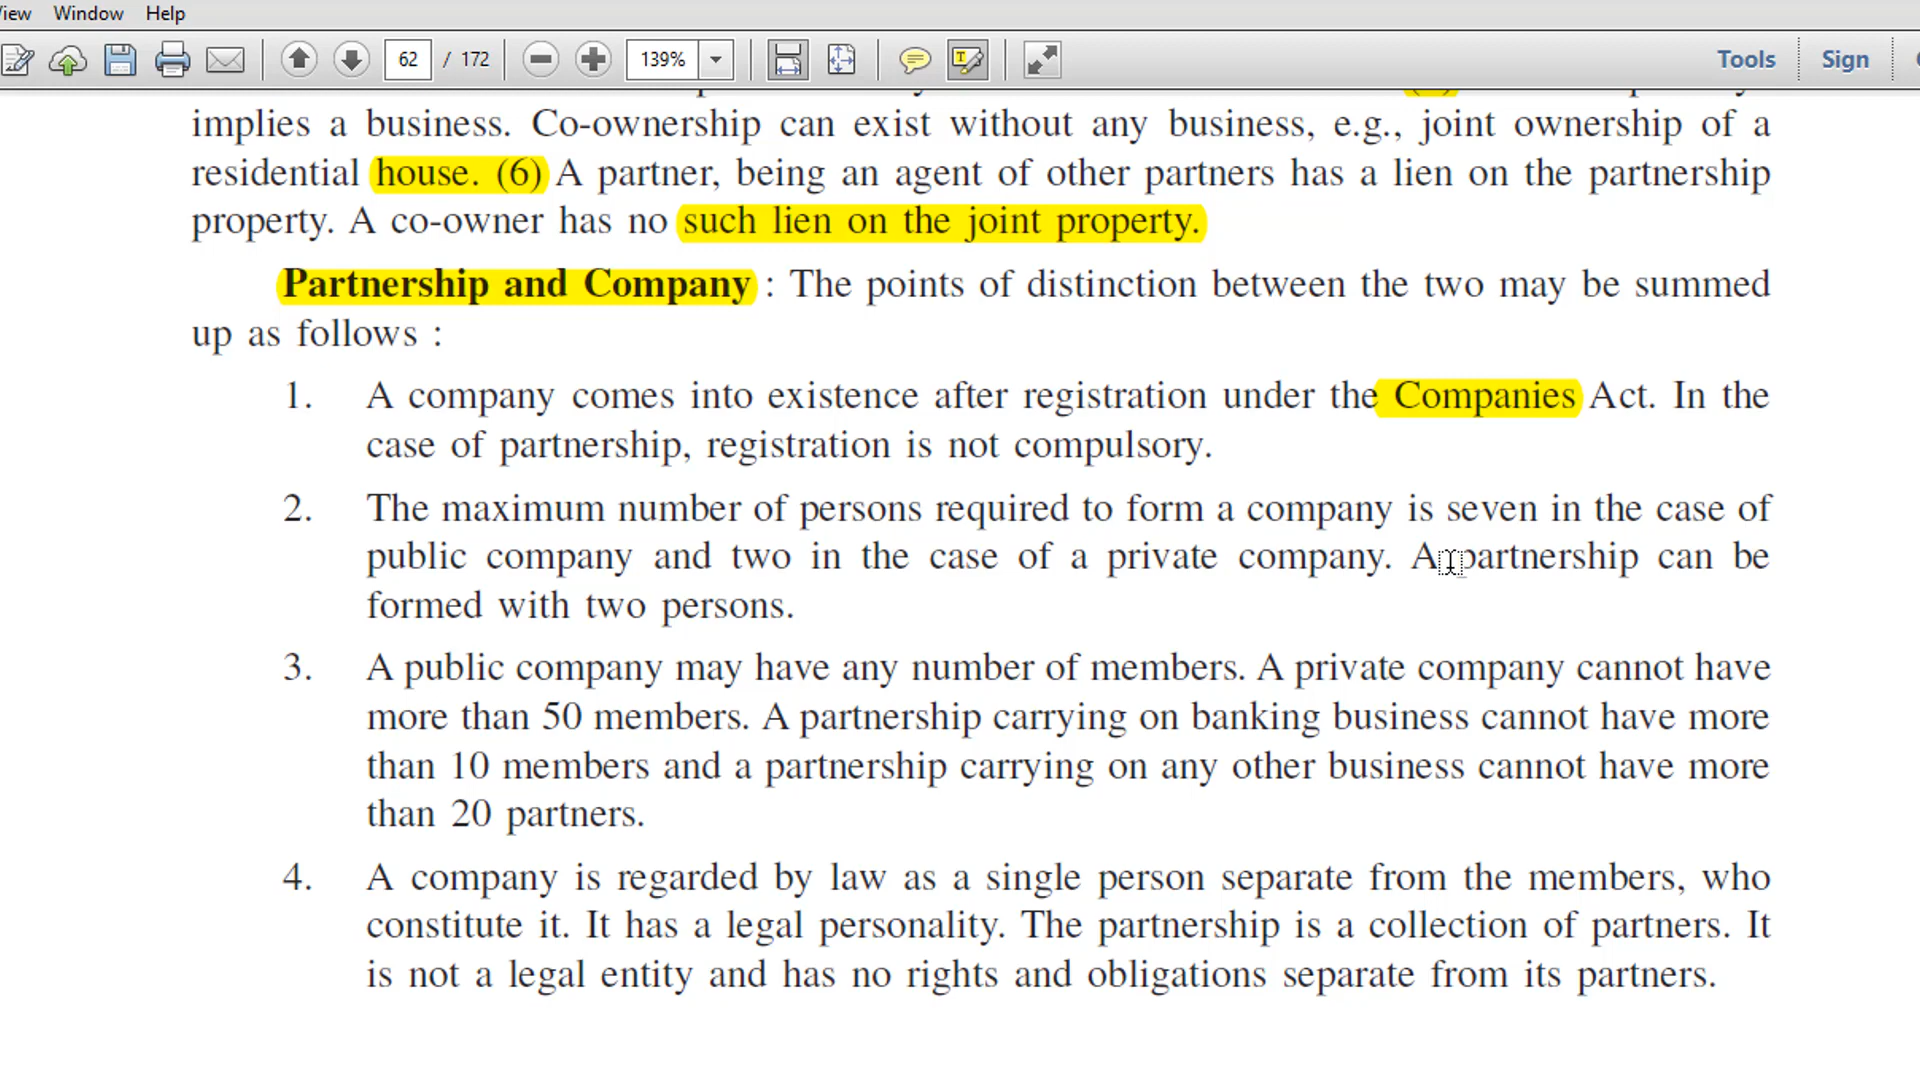 View Window Help
62 / 172 139% Tools Sign
implies a business. Co-ownership can exist without any business, e.g., joint ownership of a
residential house. (6) A partner, being an agent of other partners has a lien on the partnership
property. A co-owner has no such lien on the joint property.
Partnership and Company : The points of distinction between the two may be summed
up as follows :
1. A company comes into existence after registration under the Companies Act. In the
case of partnership, registration is not compulsory.
2. The maximum number of persons required to form a company is seven in the case of
public company and two in the case of a private company. A partnership can be
formed with two persons.
3. A public company may have any number of members. A private company cannot have
more than 50 members. A partnership carrying on banking business cannot have more
than 10 members and a partnership carrying on any other business cannot have more
than 20 partners.
4. A company is regarded by law as a single person separate from the members, who
constitute it. It has a legal personality. The partnership is a collection of partners. It
is not a legal entity and has no rights and obligations separate from its partners.